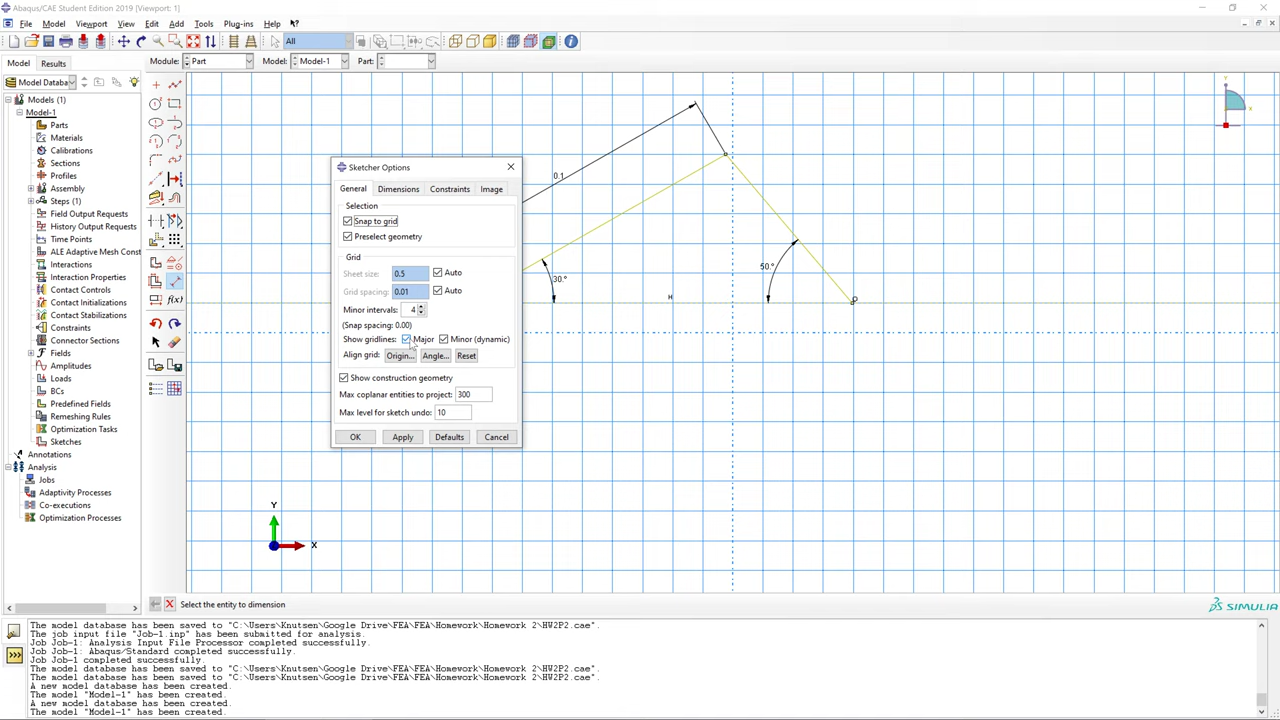 Abaqus/CAE Student Edition 2019 [Viewport: 1]
File Model Viewport View Edit Add Tools Plug-ins Help
All
Model Results Module: Part Model: Model-1 Part:
Model Databa
Models (1)
Model-1
Parts
Materials
Calibrations
Sections
Profiles
Assembly
Steps (1)
Field Output Requests
History Output Requests
Time Points
ALE Adaptive Mesh Const
Interactions
Interaction Properties
Contact Controls
Contact Initializations
Contact Stabilizations
Constraints
Connector Sections
Fields
Amplitudes
Loads
BCs
Predefined Fields
Remeshing Rules
Optimization Tasks
Sketches
Annotations
Analysis
Jobs
Adaptivity Processes
Co-executions
Optimization Processes
f(x)
0.1
30.°
50.°
H
Y
X
Y
X
Sketcher Options
General Dimensions Constraints Image
Selection
Snap to grid
Preselect geometry
Grid
Sheet size: 0.5 Auto
Grid spacing: 0.01 Auto
Minor intervals: 4
(Snap spacing: 0.00)
Show gridlines: Major Minor (dynamic)
Align grid: Origin... Angle... Reset
Show construction geometry
Max coplanar entities to project: 300
Max level for sketch undo: 10
OK Apply Defaults Cancel
Select the entity to dimension
SIMULIA
The model database has been saved to "C:\Users\Knutsen\Google Drive\FEA\FEA\Homework\Homework 2\HW2P2.cae".
The job input file "Job-1.inp" has been submitted for analysis.
Job Job-1: Analysis Input File Processor completed successfully.
Job Job-1: Abaqus/Standard completed successfully.
Job Job-1 completed successfully.
The model database has been saved to "C:\Users\Knutsen\Google Drive\FEA\FEA\Homework\Homework 2\HW2P2.cae".
The model database has been saved to "C:\Users\Knutsen\Google Drive\FEA\FEA\Homework\Homework 2\HW2P2.cae".
A new model database has been created.
The model "Model-1" has been created.
A new model database has been created.
The model "Model-1" has been created.